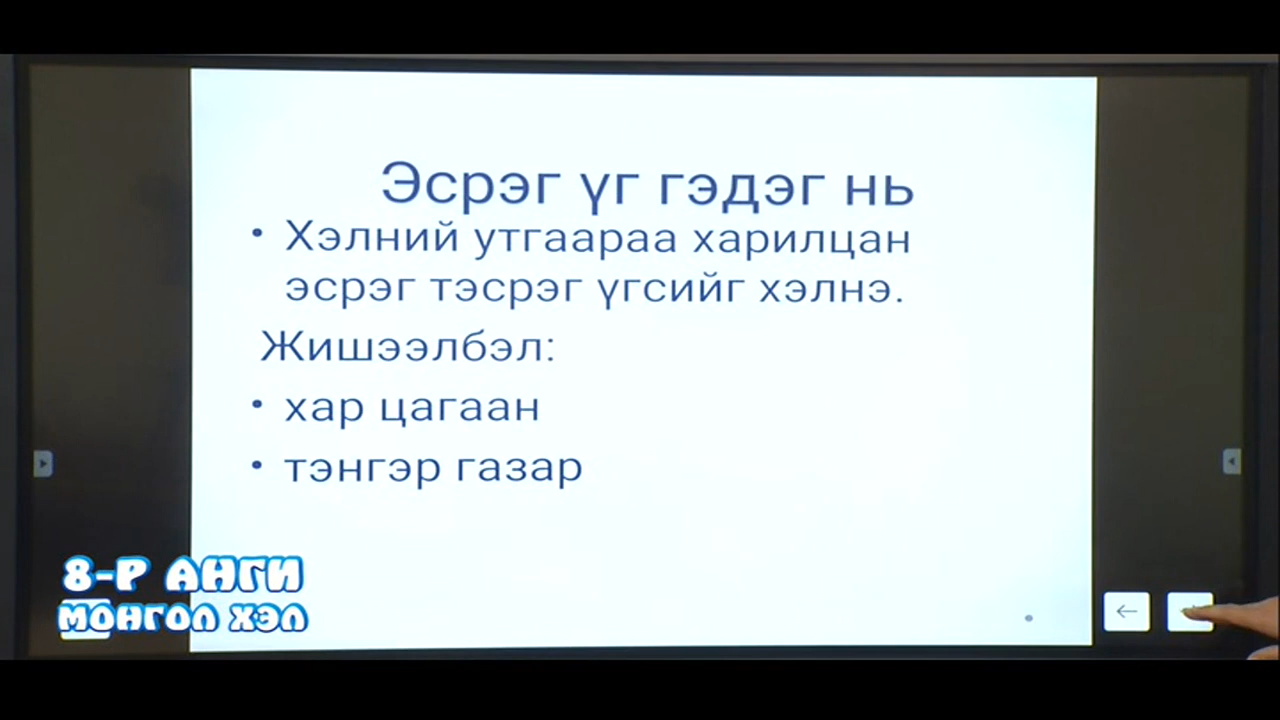 Эсрэг үг гэдэг нь
• Хэлний утгаараа харилцан
эсрэг тэсрэг үгсийг хэлнэ.
Жишээлбэл:
• хар цагаан
• тэнгэр газар
8-Р АНГИ
МОНГОЛ ХЭЛ